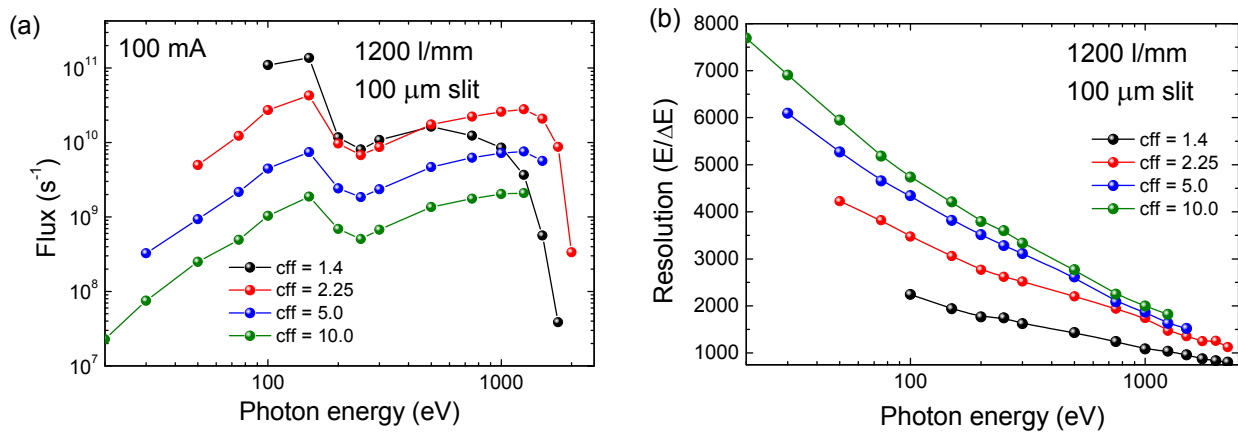 (a)
100 mA
1200 l/mm
100 μm slit
Flux (s⁻¹)
10¹¹
10¹⁰
10⁹
10⁸
10⁷
cff = 1.4
cff = 2.25
cff = 5.0
cff = 10.0
100
1000
Photon energy (eV)
(b)
1200 l/mm
100 μm slit
Resolution (E/ΔE)
8000
7000
6000
5000
4000
3000
2000
1000
cff = 1.4
cff = 2.25
cff = 5.0
cff = 10.0
100
1000
Photon energy (eV)